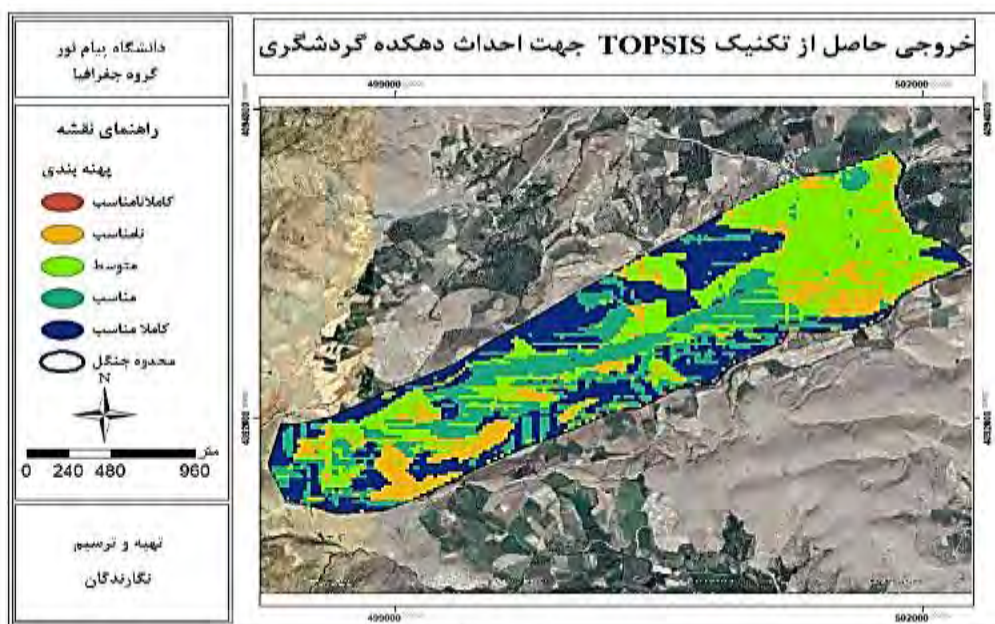 خروجی حاصل از تکنیک TOPSIS جهت احداث دهکده گردشگری
دانشگاه پیام نور
گروه جغرافیا
راهنمای نقشه
پهنه بندی
کاملانامناسب
نامناسب
متوسط
مناسب
کاملا مناسب
محدوه جنگل
N
متر
0 240 480 960
تهیه و ترسیم
نگارندگان
499000
502000
499000
502000